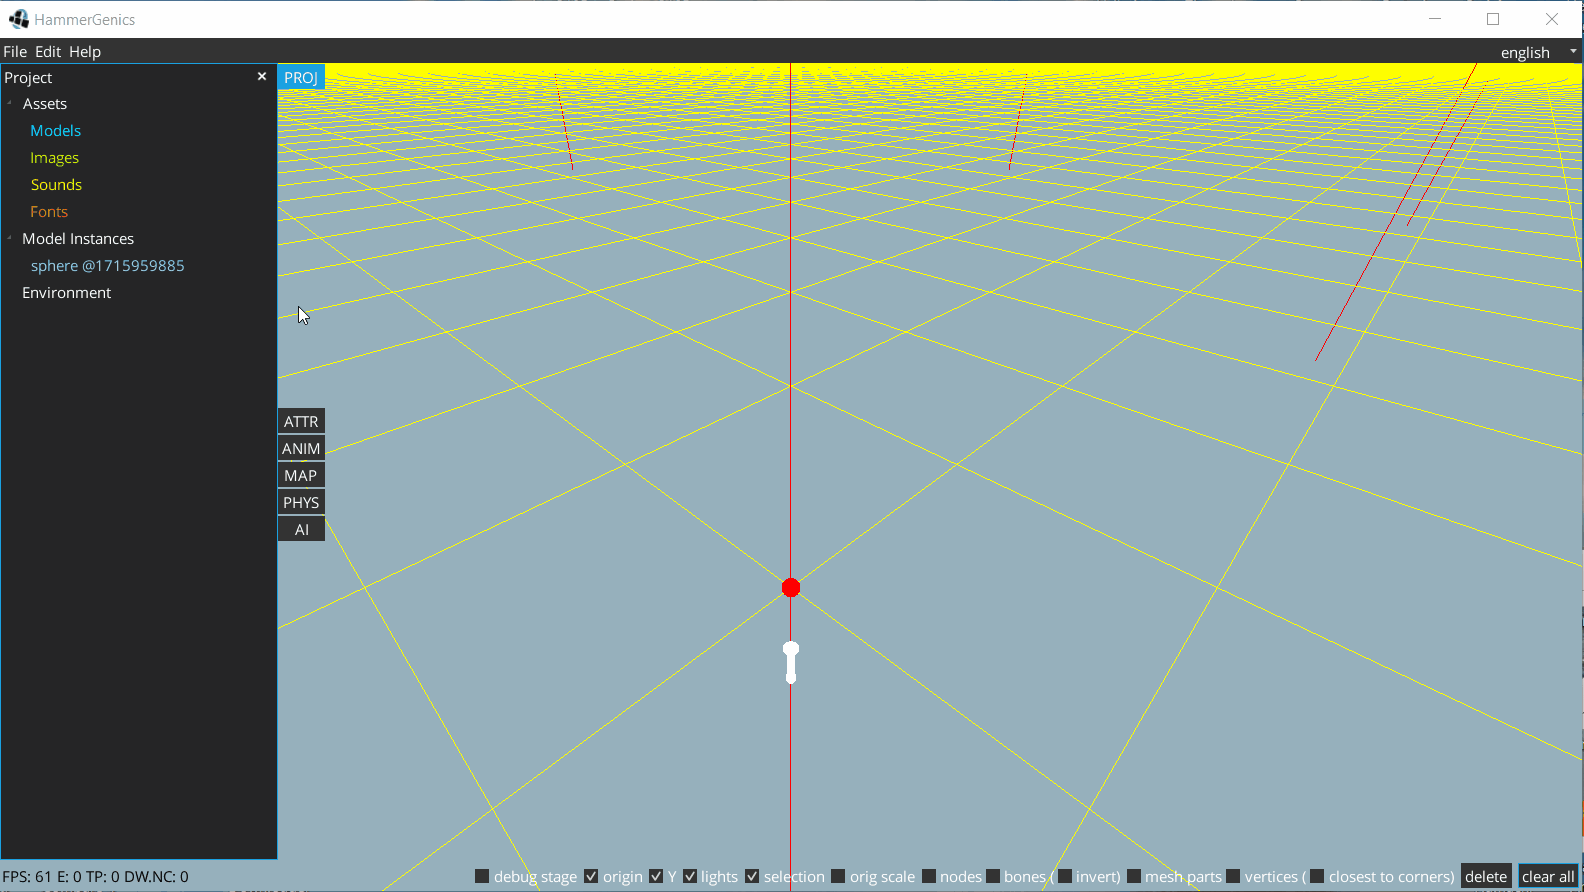 HammerGenics
File Edit Help
english
Project
PROJ
Assets
Models
Images
Sounds
Fonts
Model Instances
sphere @1715959885
Environment
ATTR
ANIM
MAP
PHYS
AI
FPS: 61 E: 0 TP: 0 DW.NC: 0
debug stage origin Y lights selection orig scale nodes bones ( invert) mesh parts vertices ( closest to corners) delete clear all